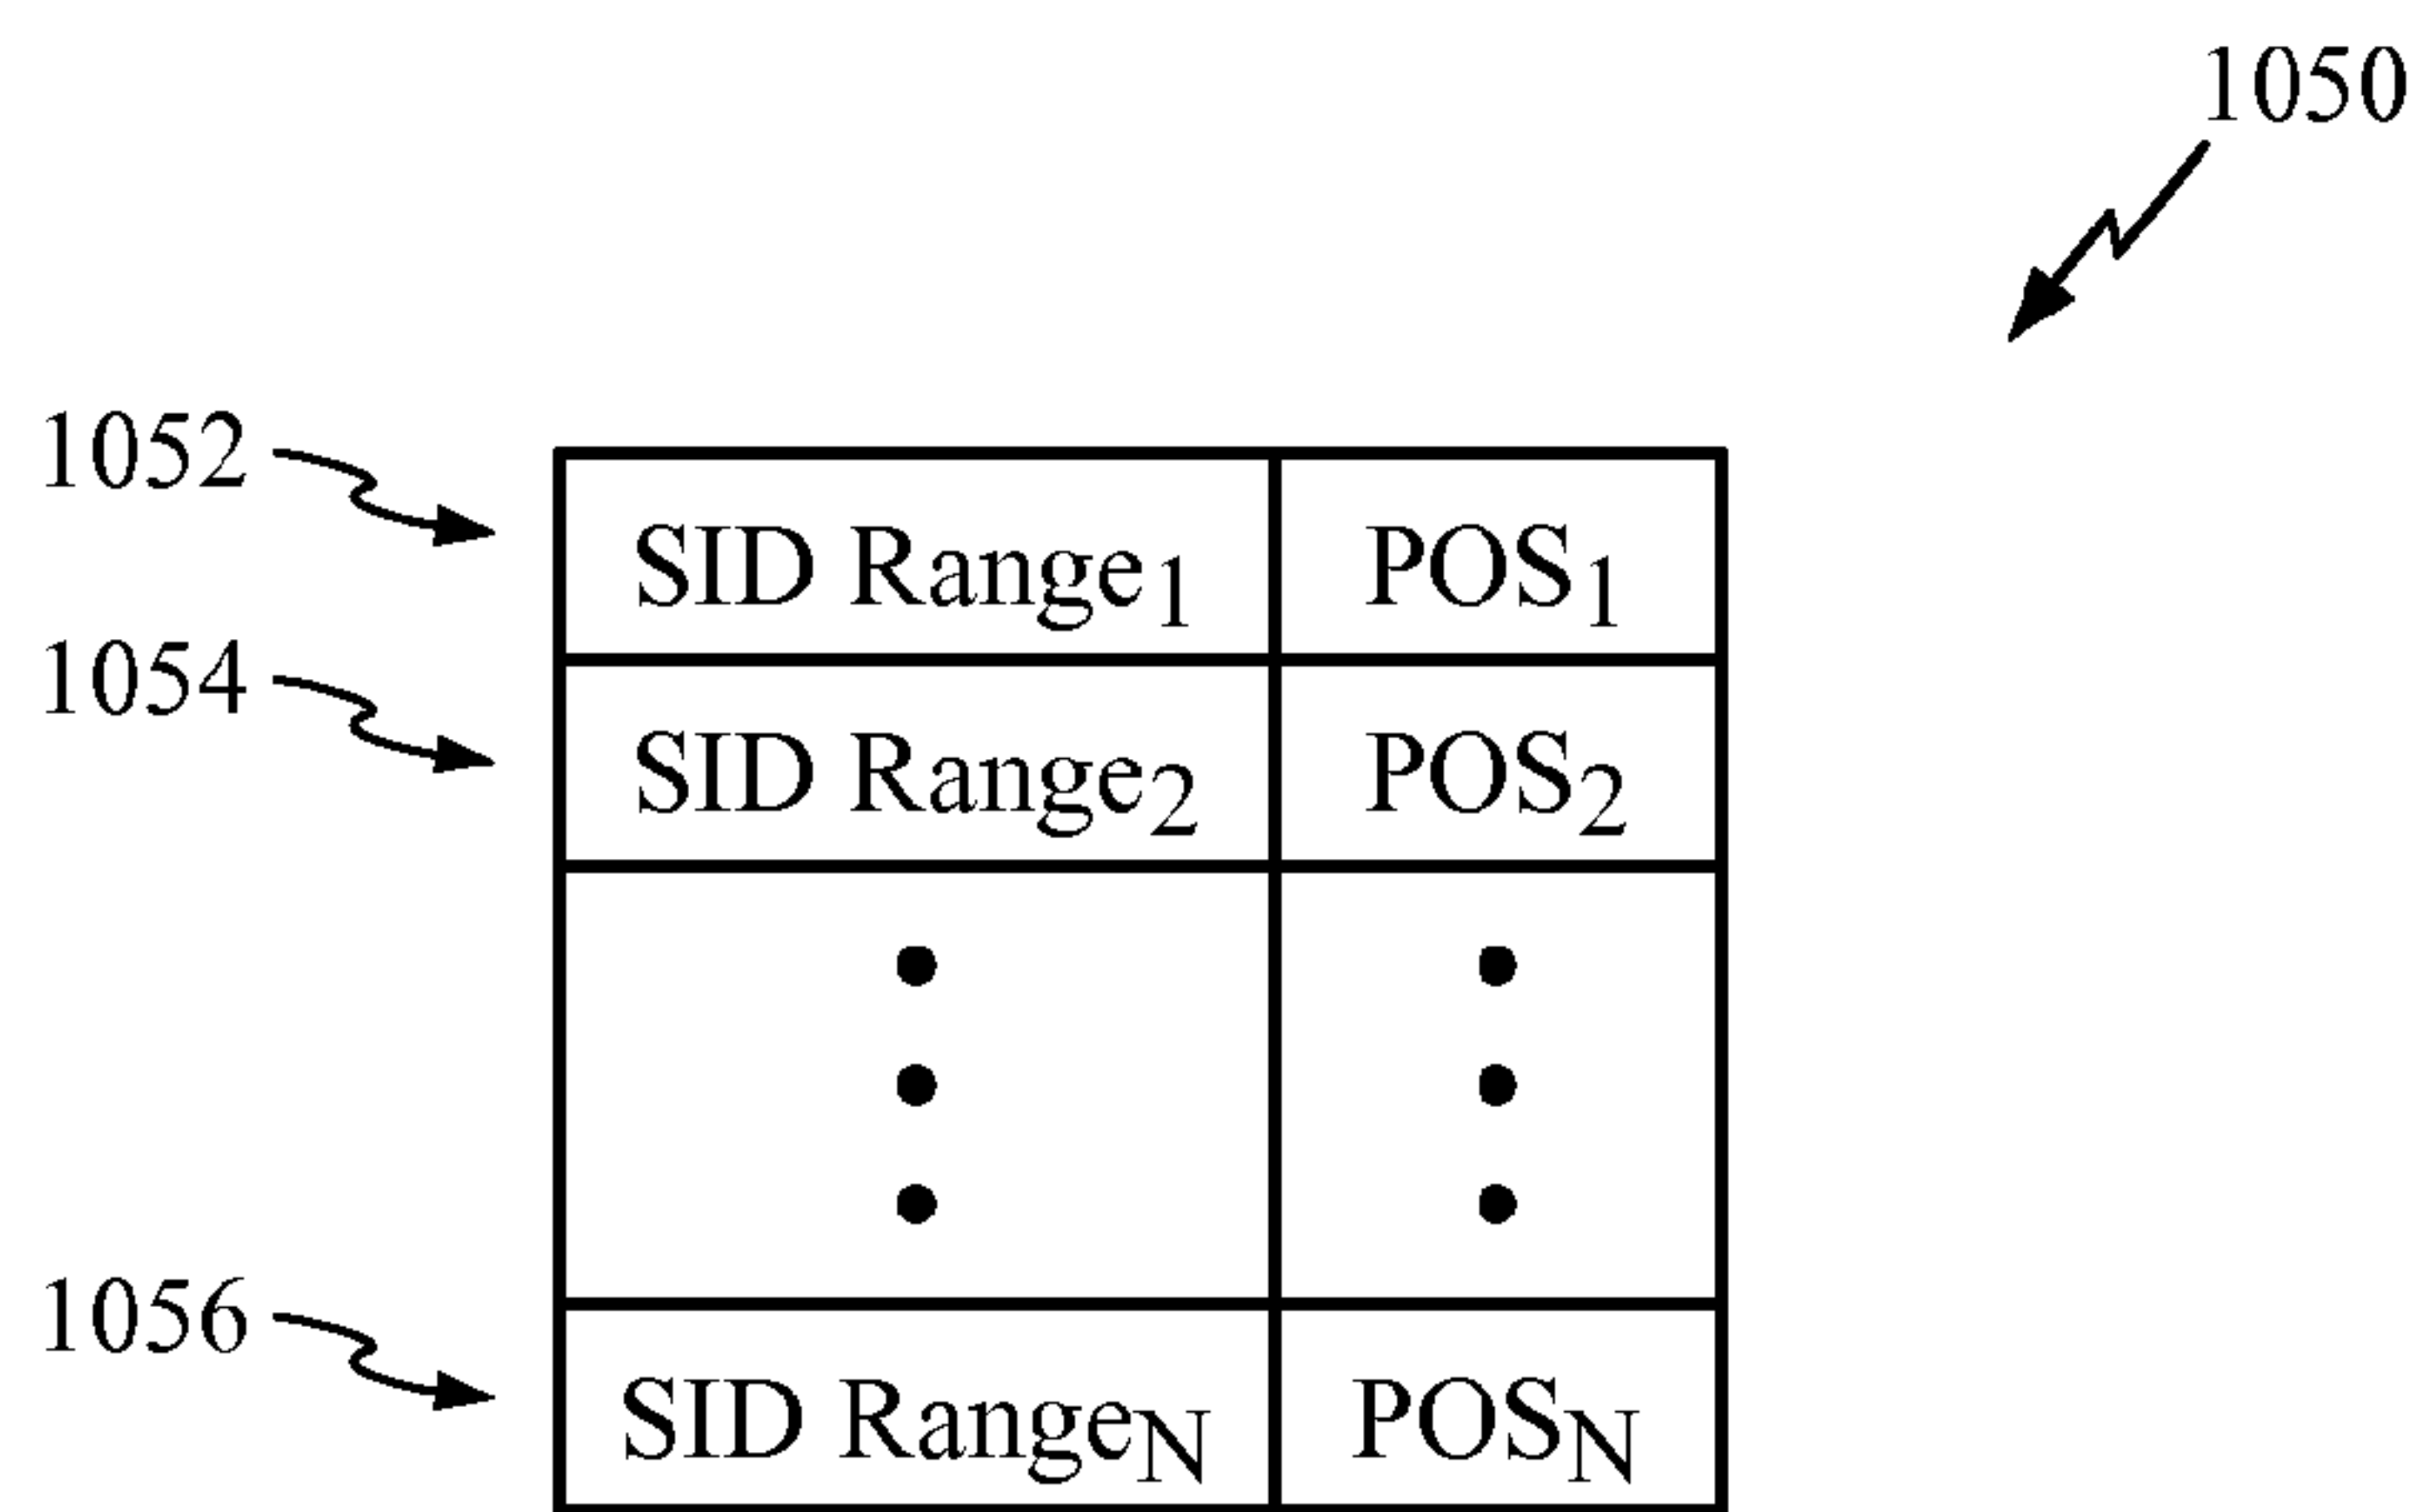 1050
1052
SID Range1 POS1
1054
SID Range2 POS2
1056
SID RangeN POSN